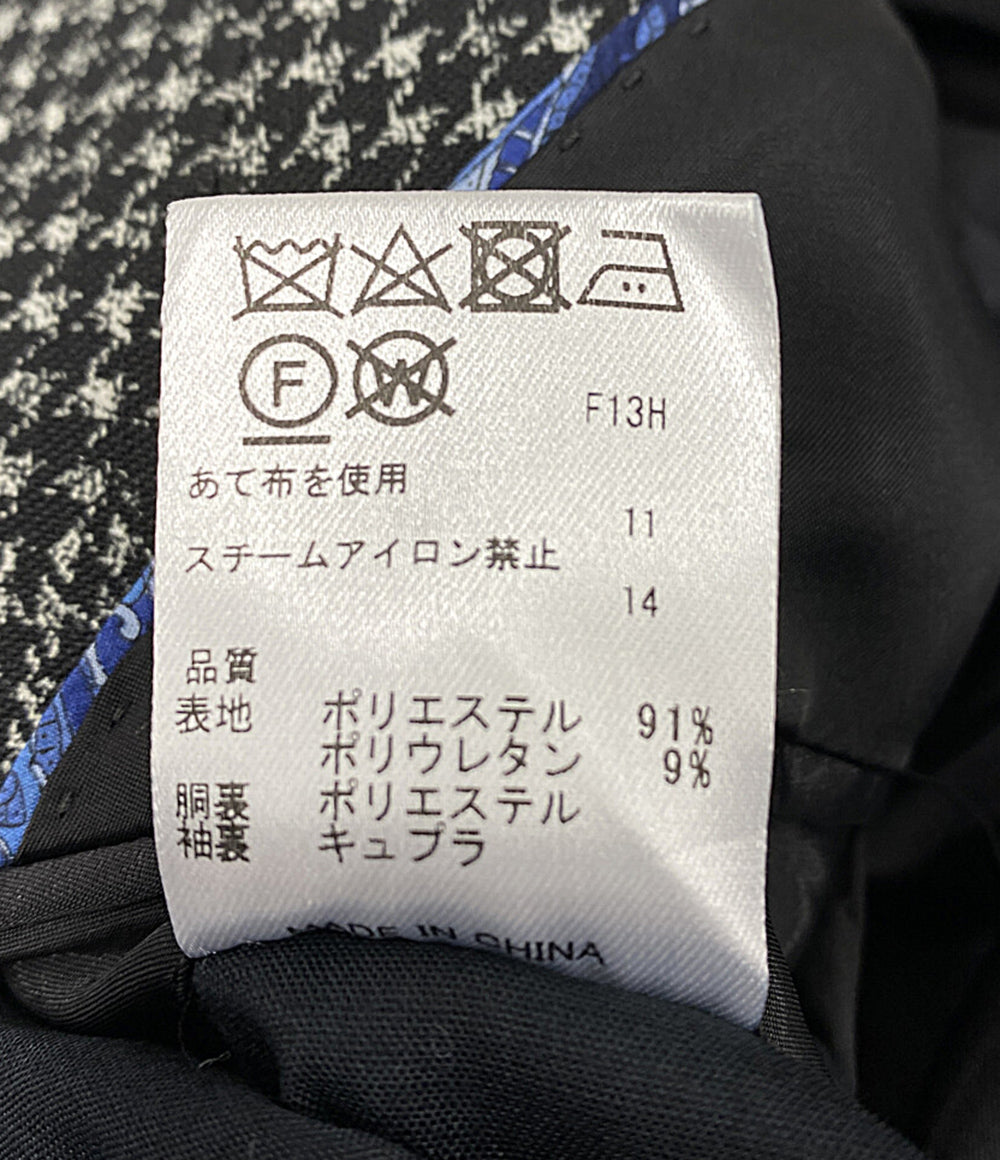 F W
F13H
あて布を使用
11
スチームアイロン禁止
14
品質
表地 ポリエステル 91%
ポリウレタン 9%
胴裏 ポリエステル
袖裏 キュプラ
MADE IN CHINA